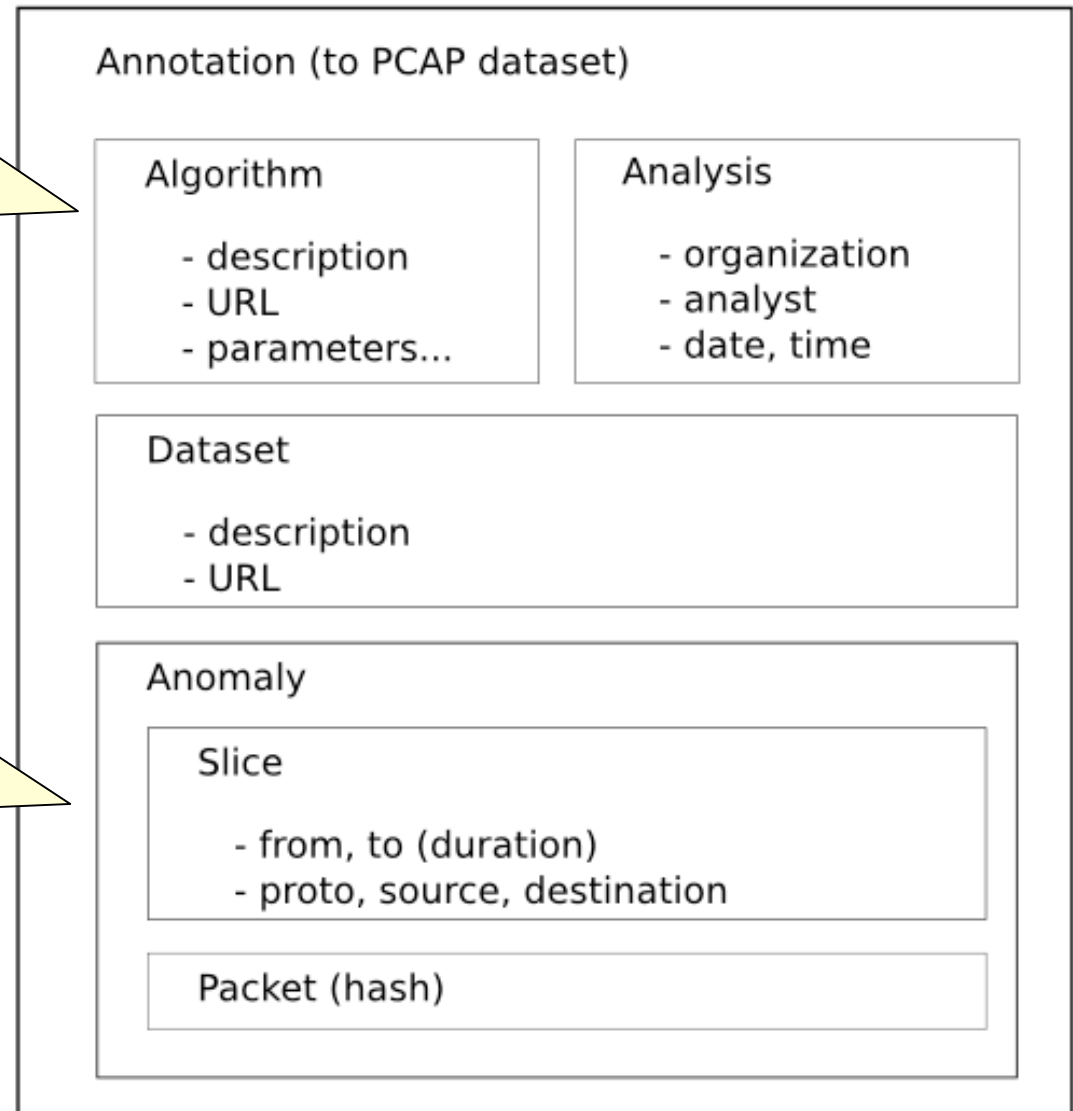 Annotation (to PCAP dataset)
Algorithm
- description
- URL
- parameters...
Analysis
- organization
- analyst
- date, time
Dataset
- description
- URL
Anomaly
Slice
- from, to (duration)
- proto, source, destination
Packet (hash)